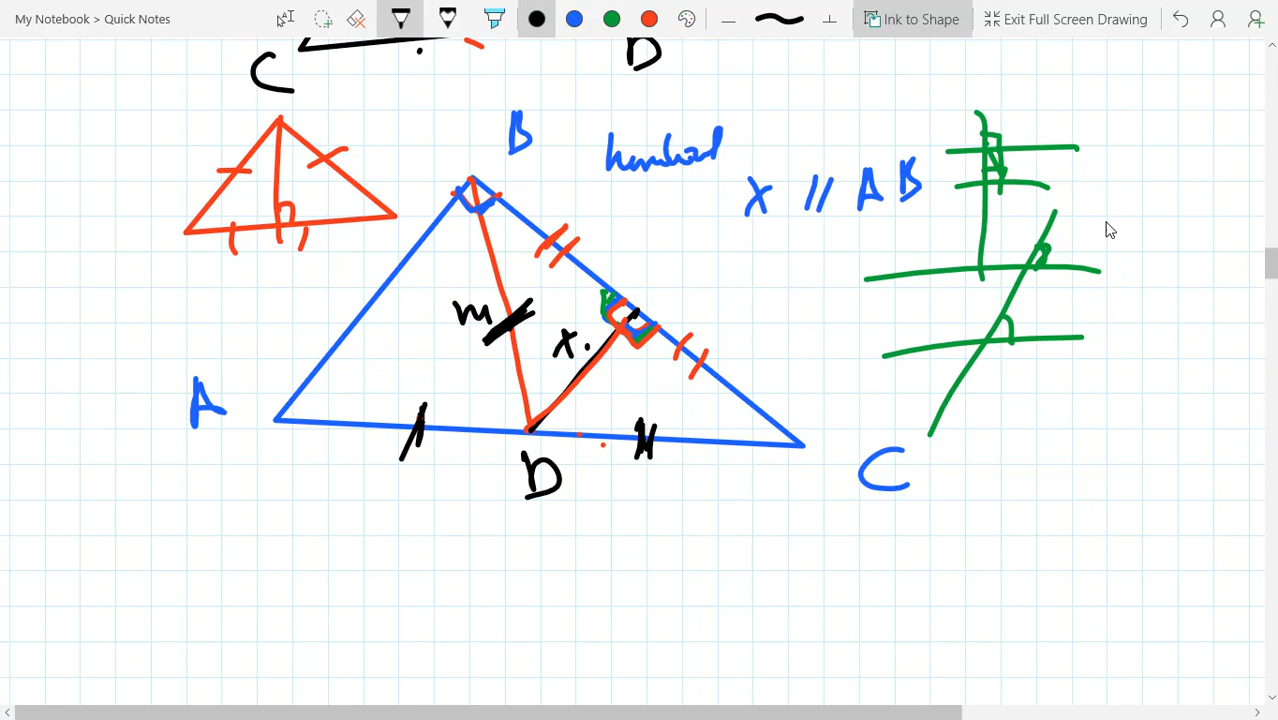 My Notebook > Quick Notes
Ink to Shape
Exit Full Screen Drawing
C
D
B
x // AB
m
x.
A
D
C